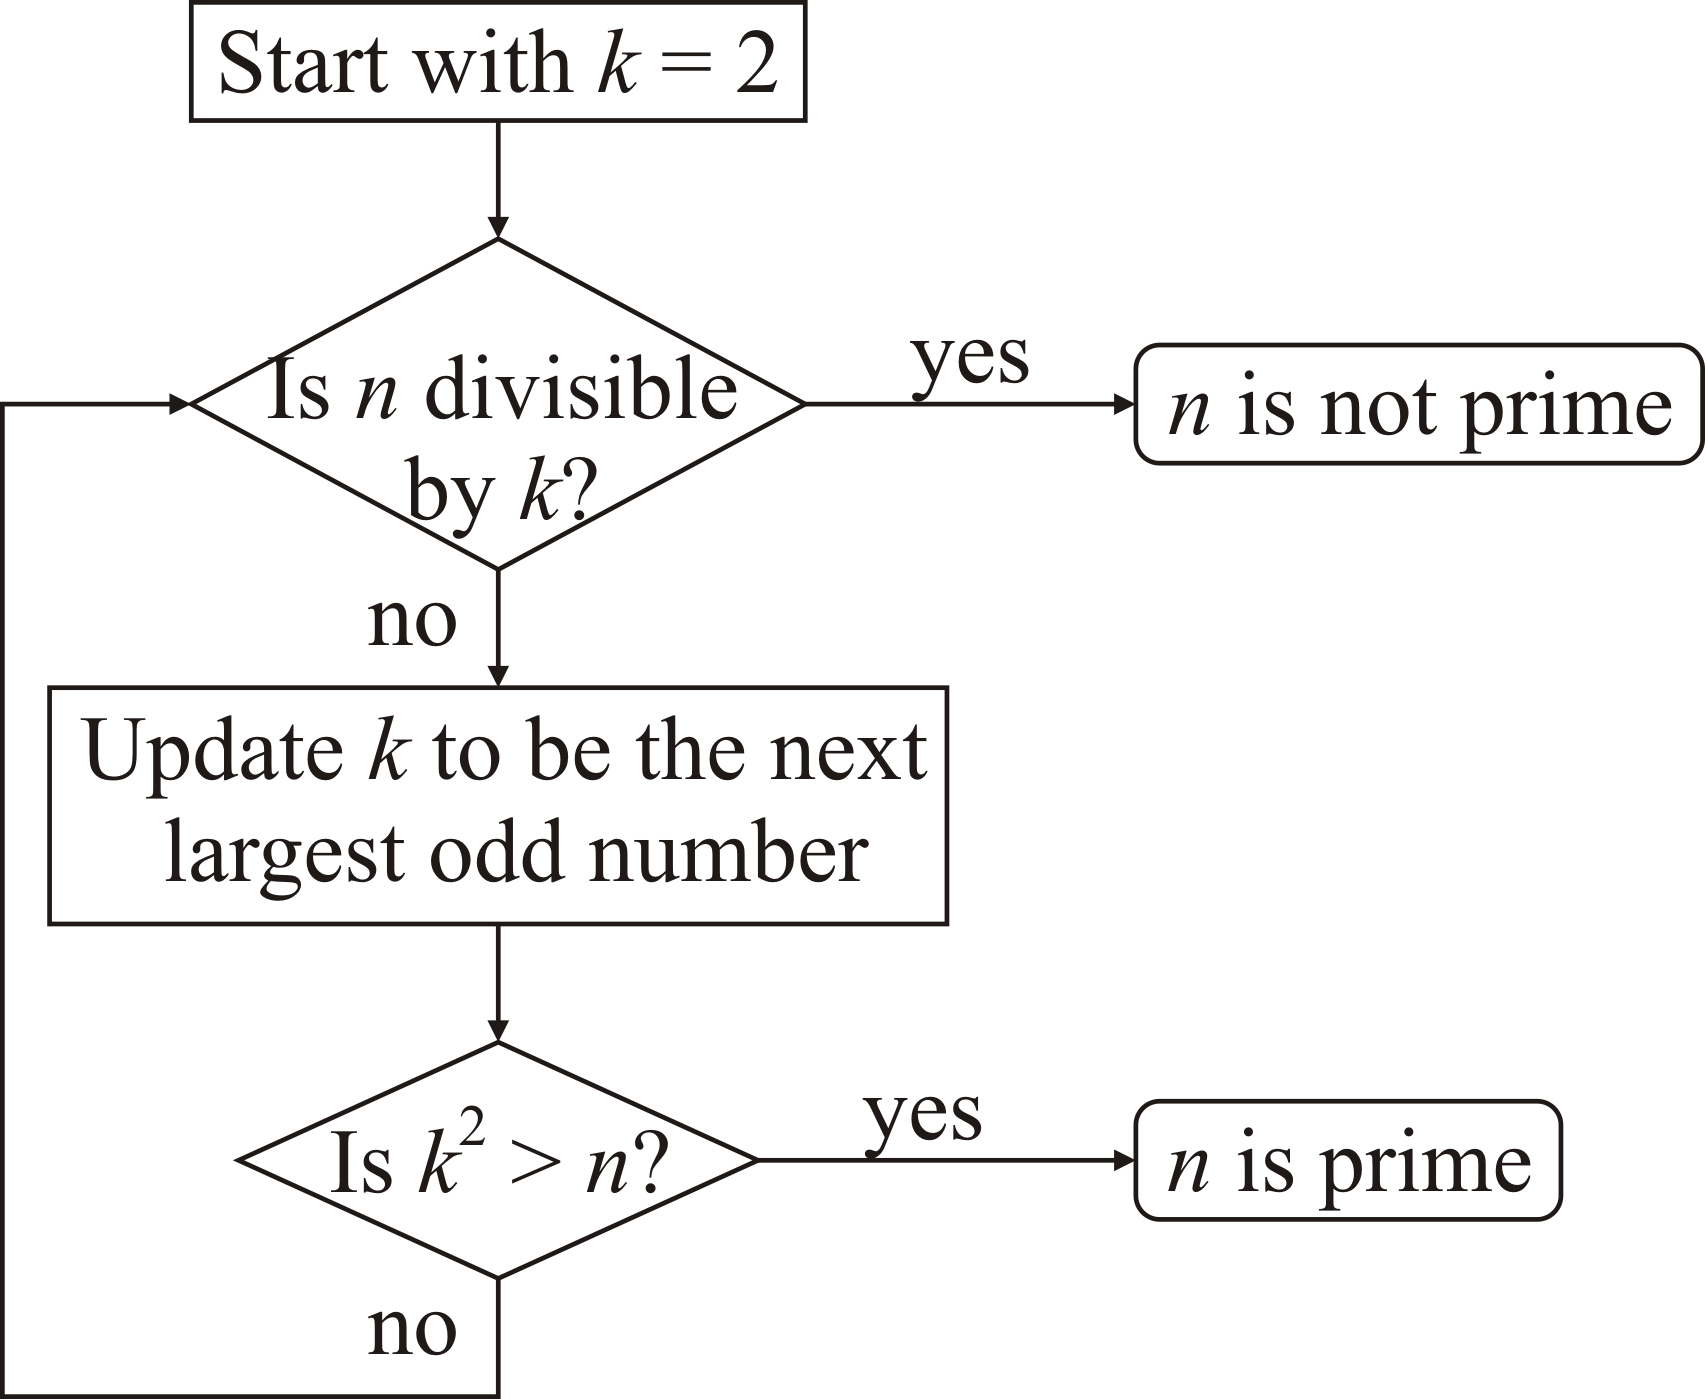 Start with k = 2
Is n divisible
by k?
yes
n is not prime
no
Update k to be the next
largest odd number
Is k² > n?
yes
n is prime
no